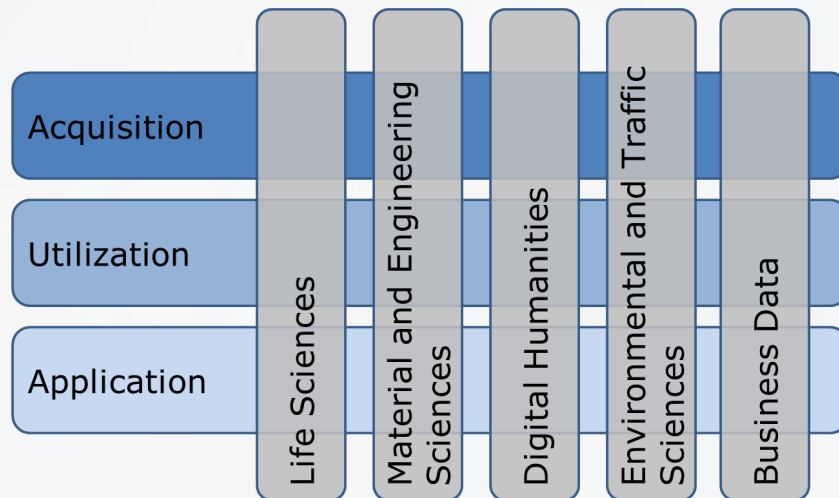 Acquisition
Utilization
Application
Life Sciences
Material and Engineering
Sciences
Digital Humanities
Environmental and Traffic
Sciences
Business Data